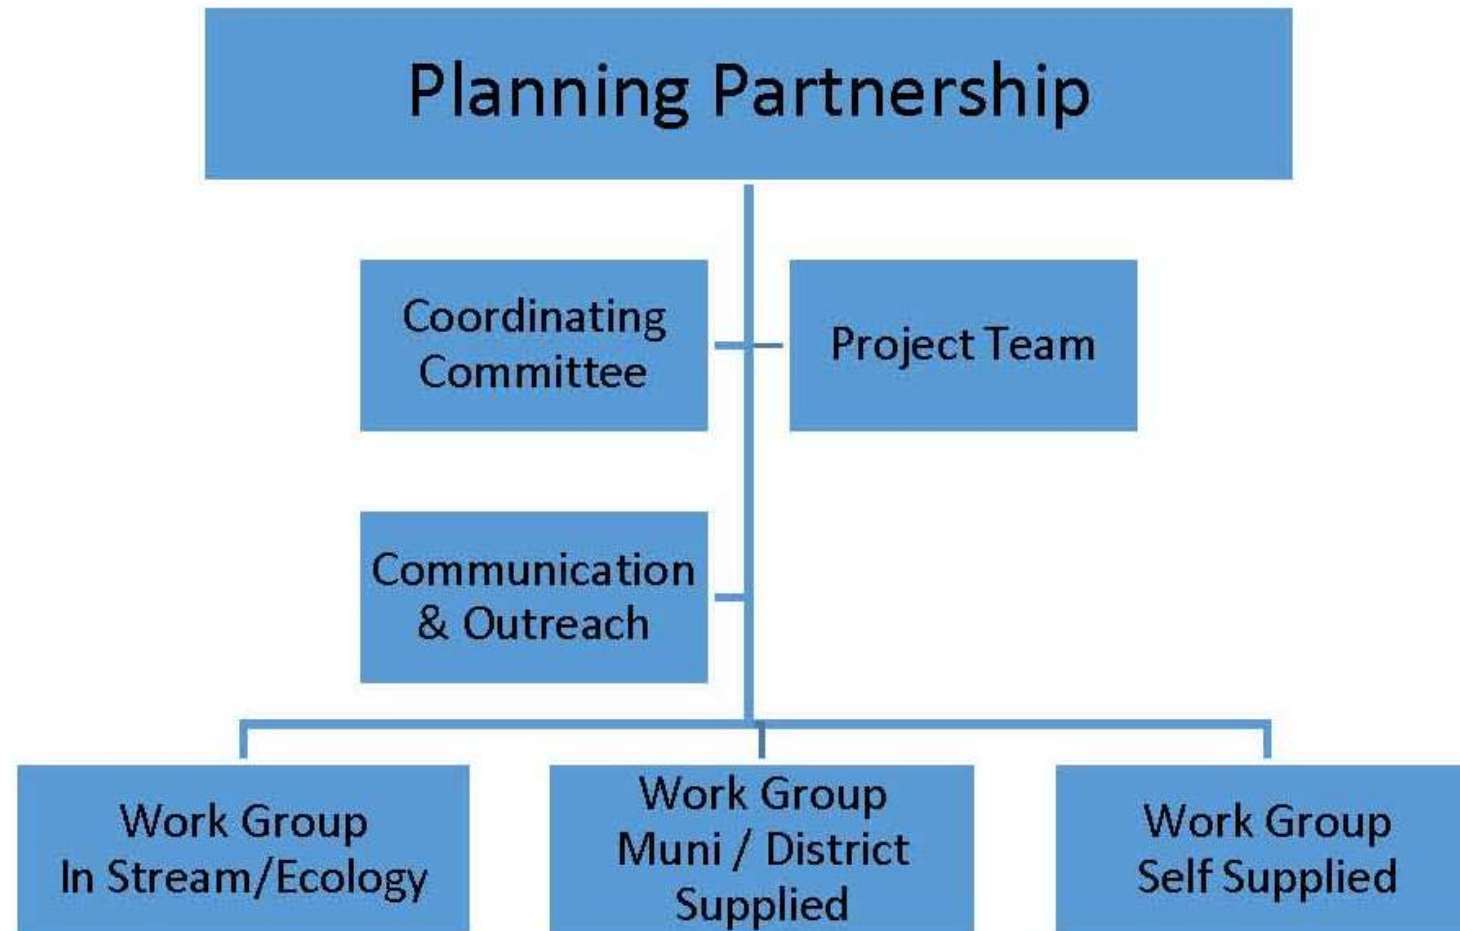 Planning Partnership
Coordinating
Committee
Project Team
Communication
& Outreach
Work Group
In Stream/Ecology
Work Group
Muni / District
Supplied
Work Group
Self Supplied